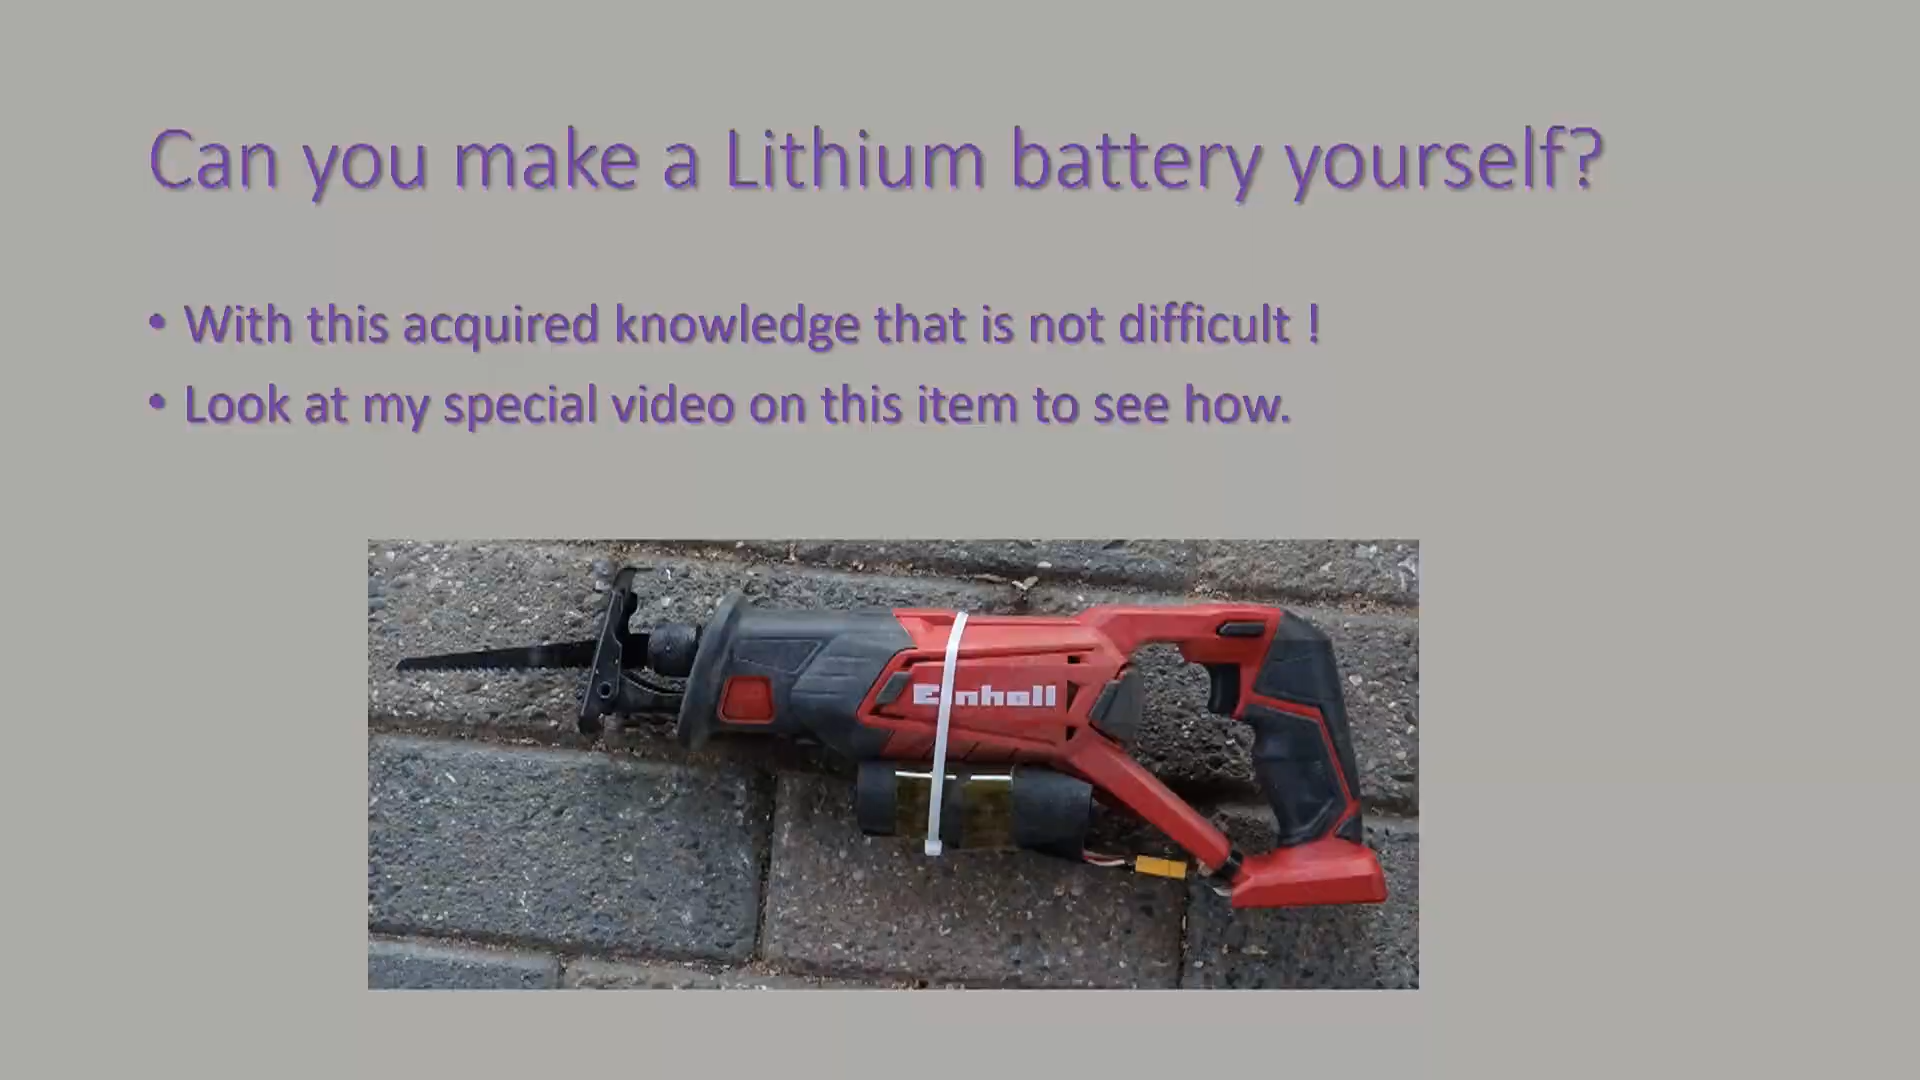 Can you make a Lithium battery yourself?
• With this acquired knowledge that is not difficult !
• Look at my special video on this item to see how.
Einhell